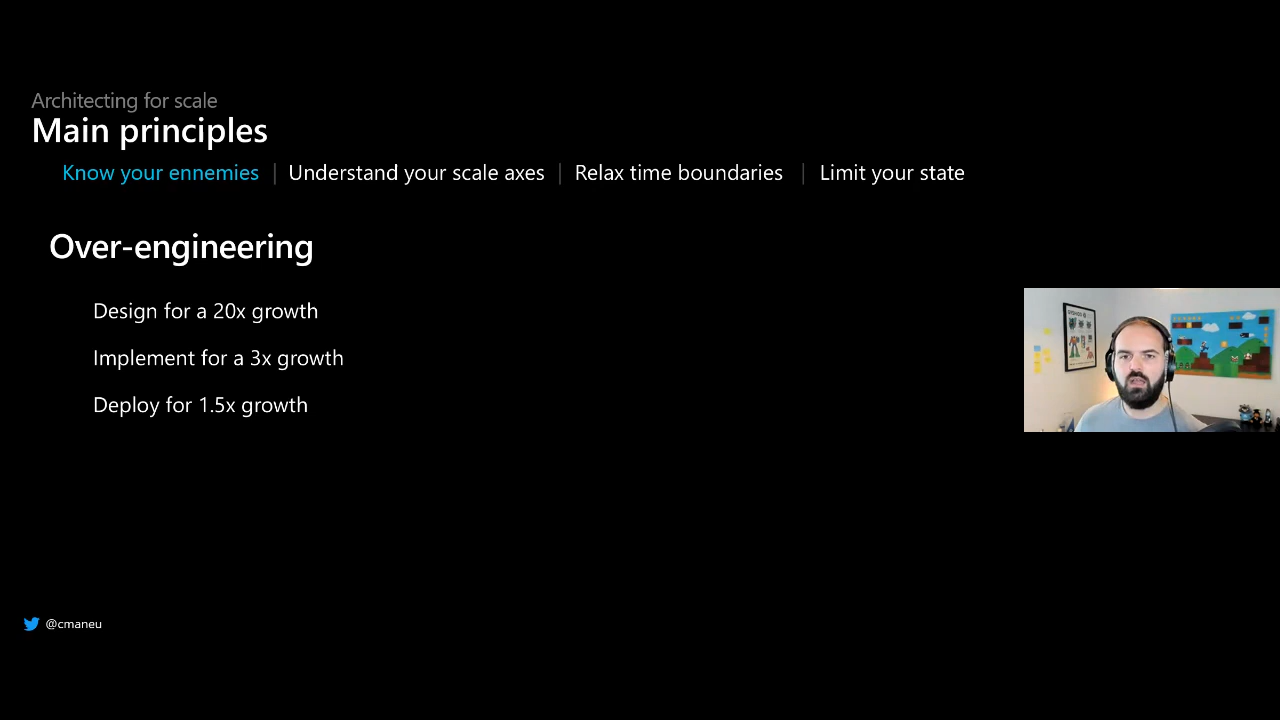 Architecting for scale
Main principles
Know your ennemies | Understand your scale axes | Relax time boundaries | Limit your state
Over-engineering
Design for a 20x growth
Implement for a 3x growth
Deploy for 1.5x growth
@cmaneu